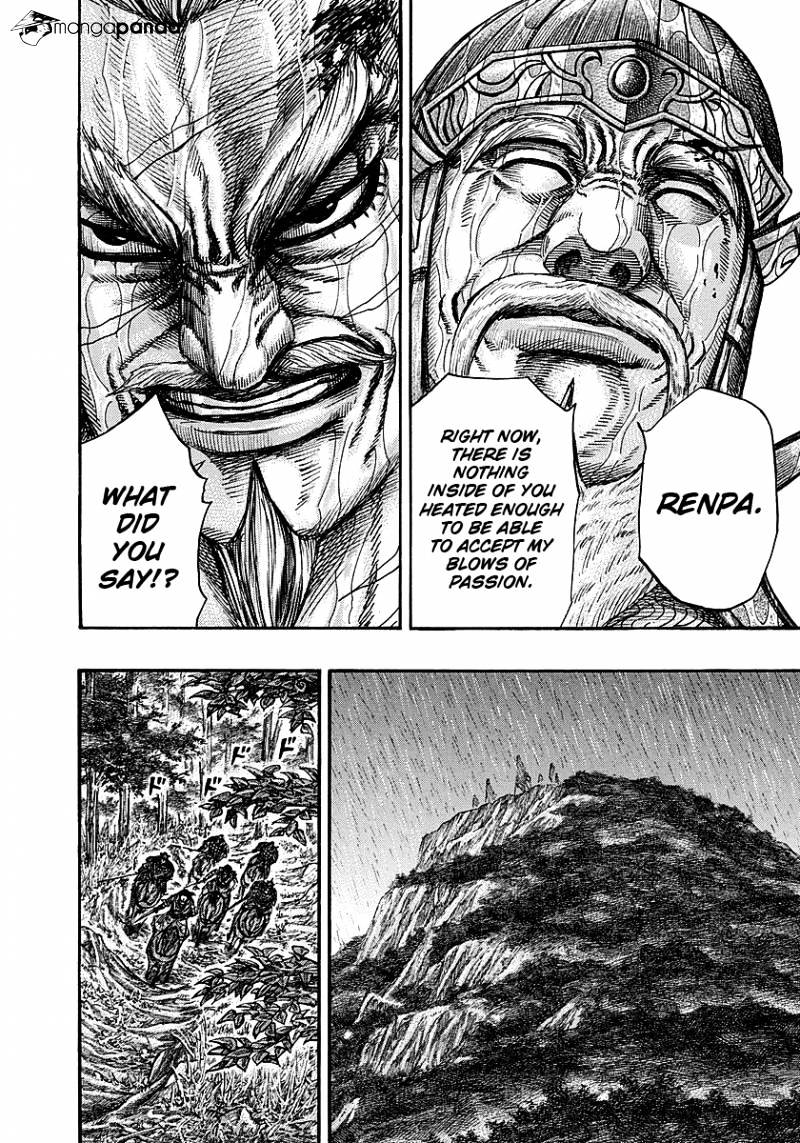 mangapanda
RENPA.
RIGHT NOW,
THERE IS
NOTHING
INSIDE OF YOU
HEATED ENOUGH
TO BE ABLE
TO ACCEPT MY
BLOWS OF
PASSION.
WHAT
DID
YOU
SAY!?
ドドド